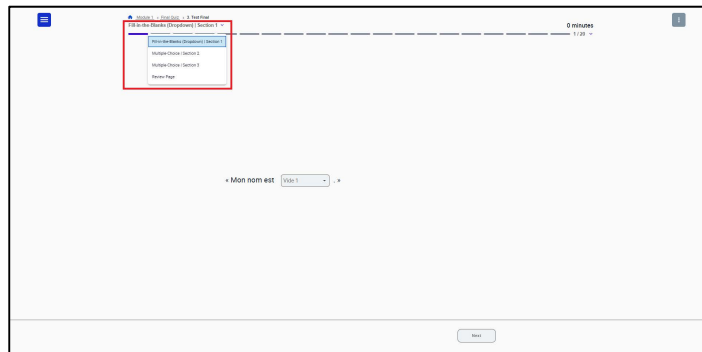 Module 1 > Final Quiz > 2. Test Final
Fill-in-the-Blanks (Dropdown) | Section 1
0 minutes
1 / 20
Fill-in-the-Blanks (Dropdown) | Section 1
Multiple-Choice | Section 2
Multiple-Choice | Section 3
Review Page
« Mon nom est Vide 1 . »
Next